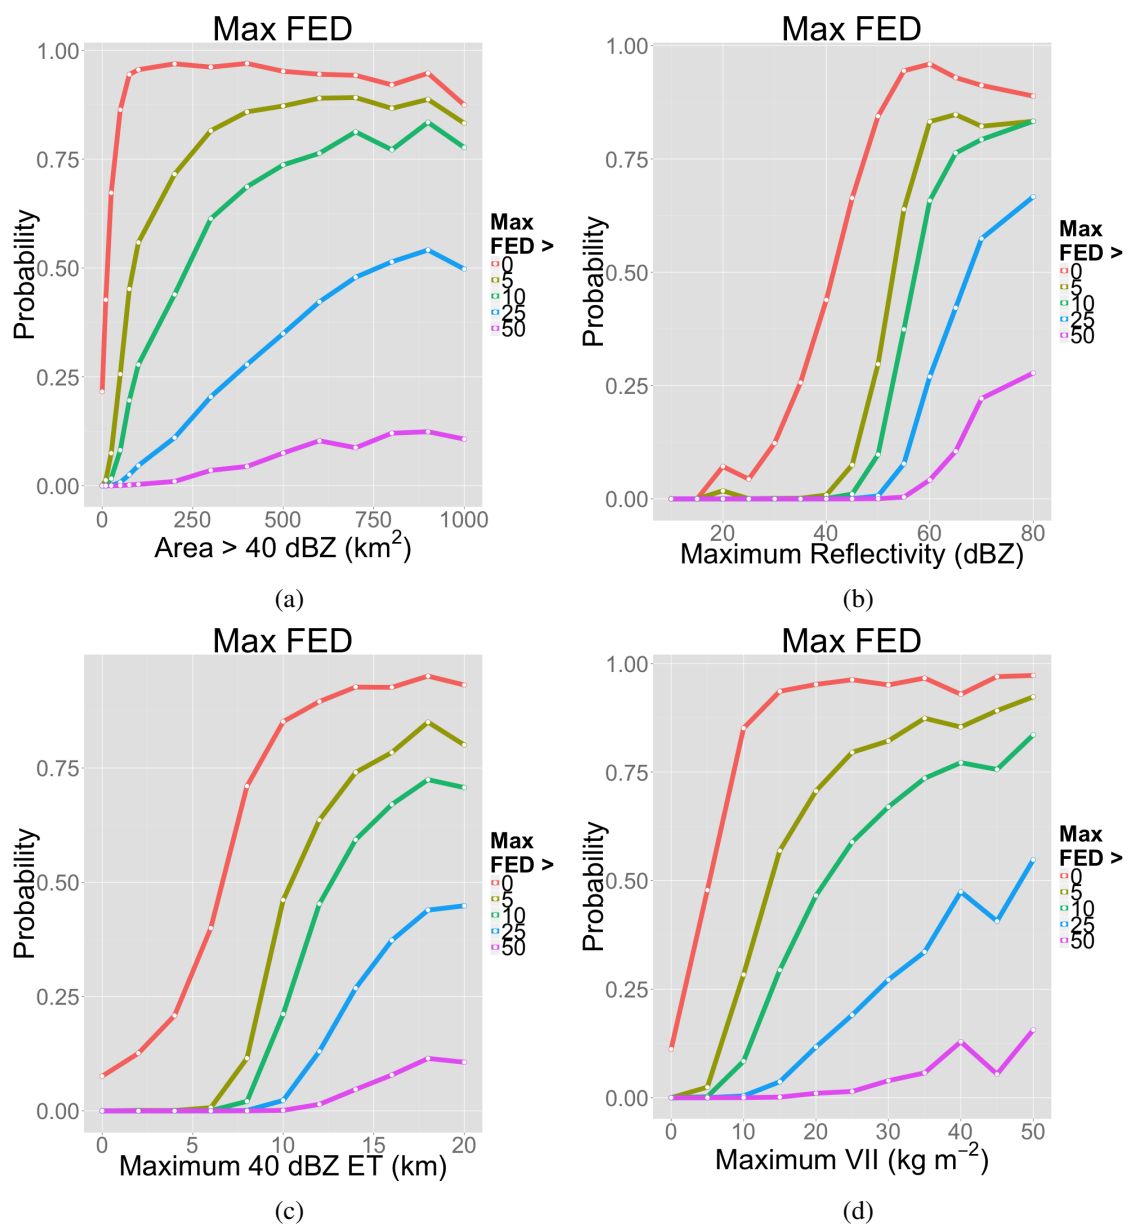 Max FED
1.00
0.75
0.50
0.25
0.00
Probability
0 250 500 750 1000
Area > 40 dBZ (km²)
Max
FED >
0
5
10
25
50
(a)
Max FED
1.00
0.75
0.50
0.25
0.00
Probability
20 40 60 80
Maximum Reflectivity (dBZ)
Max
FED >
0
5
10
25
50
(b)
Max FED
0.75
0.50
0.25
0.00
Probability
0 5 10 15 20
Maximum 40 dBZ ET (km)
Max
FED >
0
5
10
25
50
(c)
Max FED
1.00
0.75
0.50
0.25
0.00
Probability
0 10 20 30 40 50
Maximum VII (kg m⁻²)
Max
FED >
0
5
10
25
50
(d)